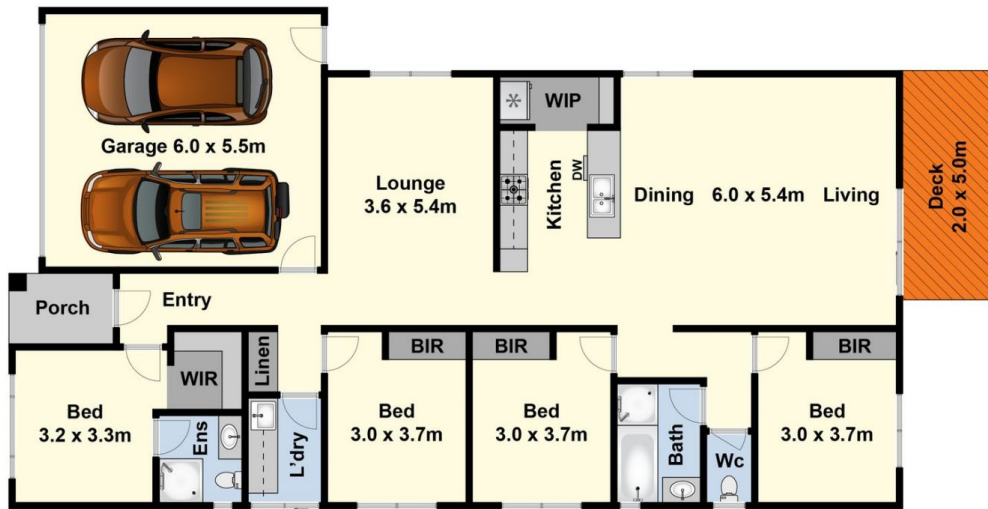 Garage 6.0 x 5.5m
WIP
Lounge
3.6 x 5.4m
Kitchen
DW
Dining 6.0 x 5.4m Living
Deck
2.0 x 5.0m
Porch
Entry
WIR
Linen
BIR
BIR
BIR
Bed
3.2 x 3.3m
Ens
L'dry
Bed
3.0 x 3.7m
Bed
3.0 x 3.7m
Bath
Wc
Bed
3.0 x 3.7m